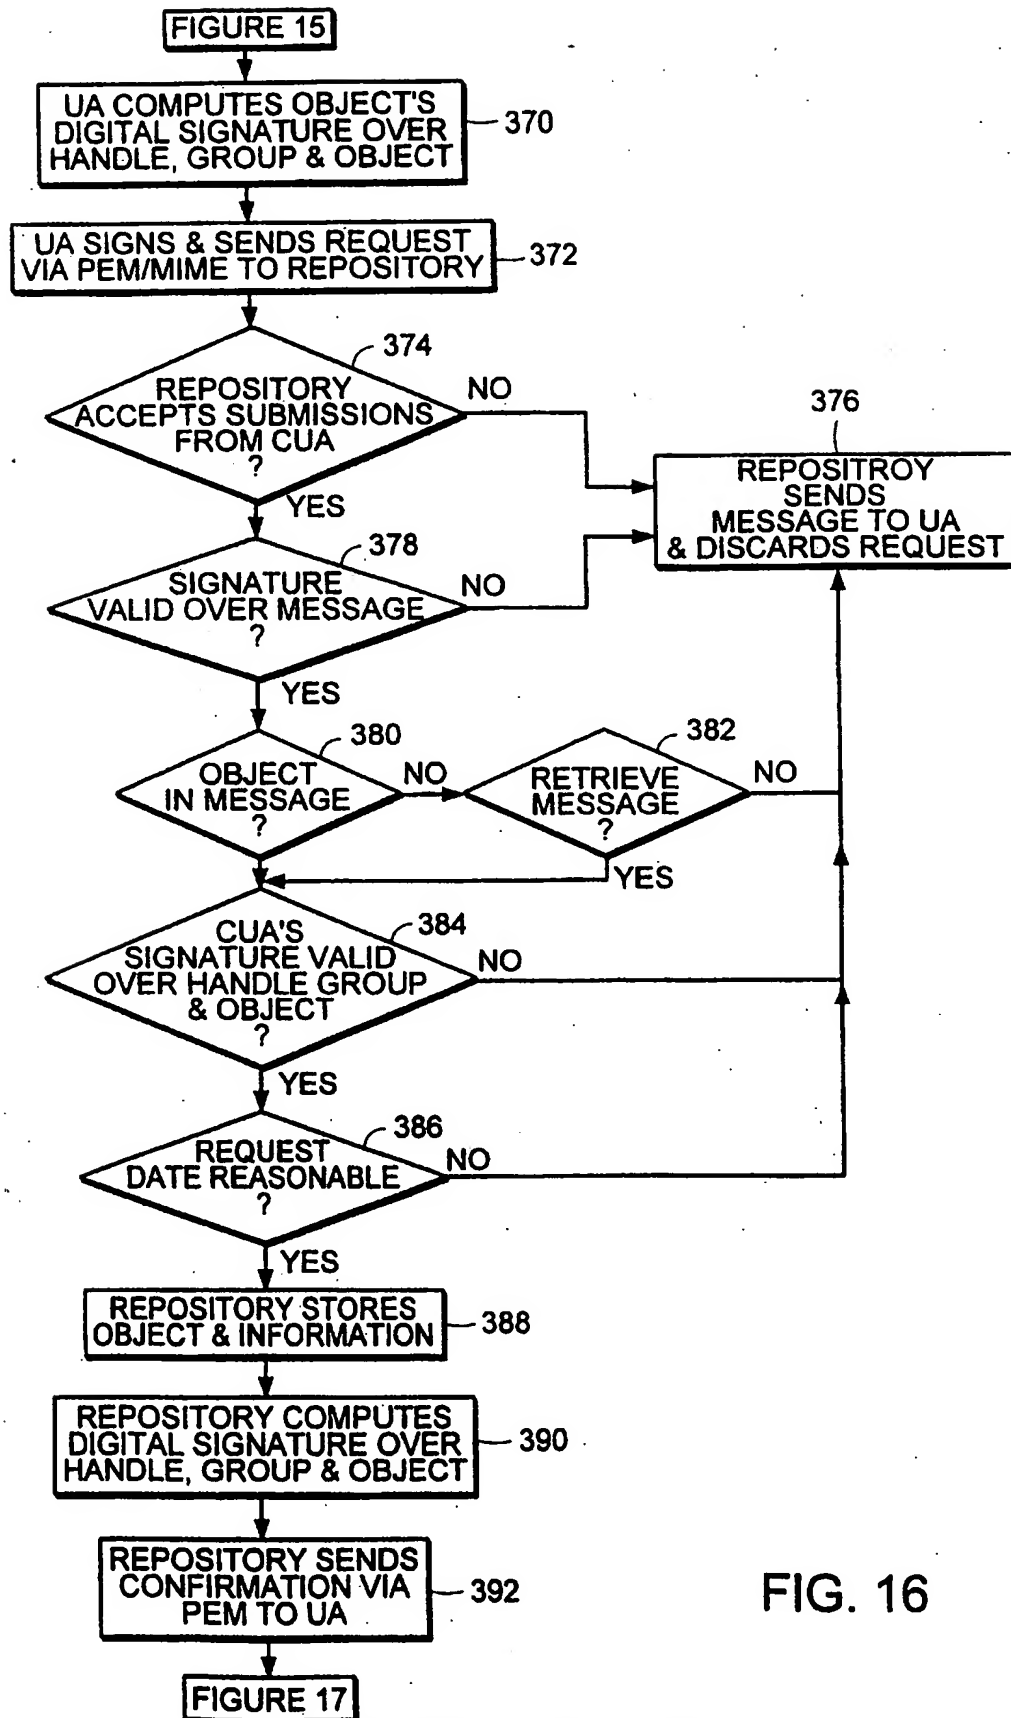 FIGURE 15
UA COMPUTES OBJECT'S
DIGITAL SIGNATURE OVER
HANDLE, GROUP & OBJECT
370
UA SIGNS & SENDS REQUEST
VIA PEM/MIME TO REPOSITORY
372
374
REPOSITORY
ACCEPTS SUBMISSIONS
FROM CUA
?
NO
YES
376
REPOSITROY
SENDS
MESSAGE TO UA
& DISCARDS REQUEST
378
SIGNATURE
VALID OVER MESSAGE
?
NO
YES
380
OBJECT
IN MESSAGE
?
NO
382
RETRIEVE
MESSAGE
?
NO
YES
384
CUA'S
SIGNATURE VALID
OVER HANDLE GROUP
& OBJECT
?
NO
YES
386
REQUEST
DATE REASONABLE
?
NO
YES
REPOSITORY STORES
OBJECT & INFORMATION
388
REPOSITORY COMPUTES
DIGITAL SIGNATURE OVER
HANDLE, GROUP & OBJECT
390
REPOSITORY SENDS
CONFIRMATION VIA
PEM TO UA
392
FIGURE 17
FIG. 16